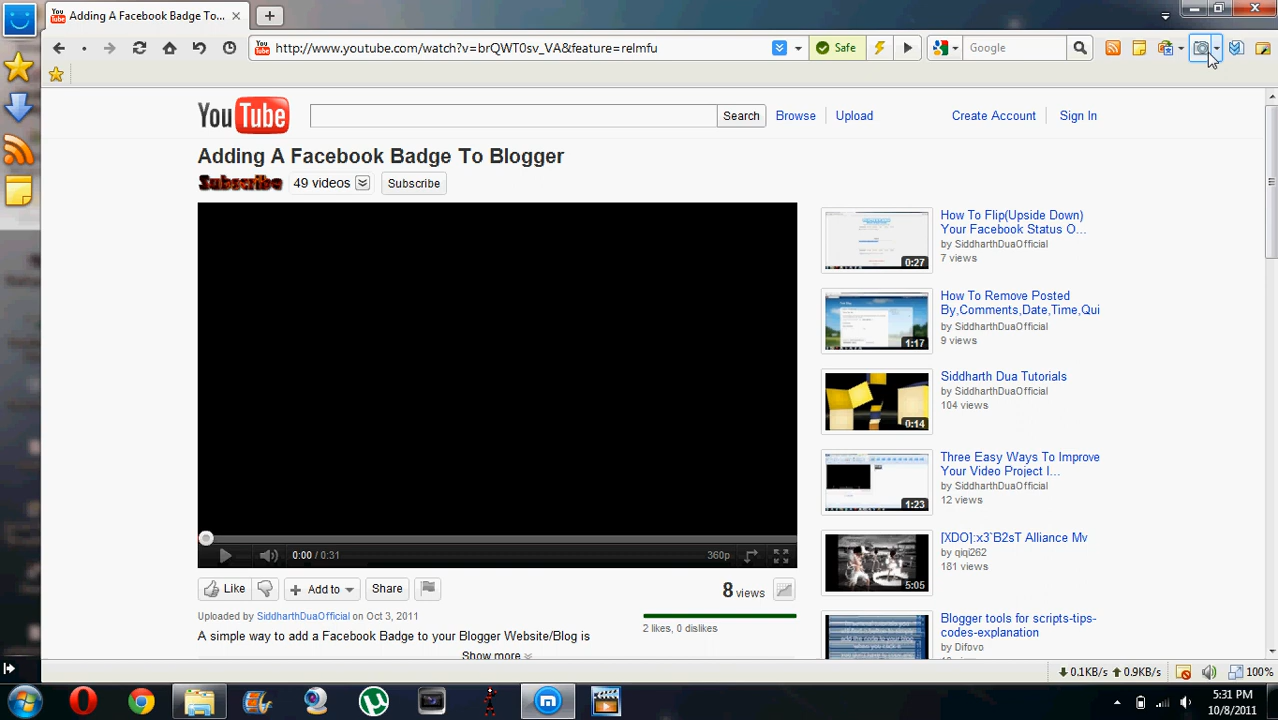 Adding A Facebook Badge To...
http://www.youtube.com/watch?v=brQWT0sv_VA&feature=relmfu
Safe
Google
You Tube
Search
Browse
Upload
Create Account
Sign In
Adding A Facebook Badge To Blogger
Subscribe
49 videos
Subscribe
How To Flip(Upside Down)
Your Facebook Status O...
by SiddharthDuaOfficial
7 views
0:27
How To Remove Posted
By,Comments,Date,Time,Qui
by SiddharthDuaOfficial
9 views
1:17
Siddharth Dua Tutorials
by SiddharthDuaOfficial
104 views
0:14
Three Easy Ways To Improve
Your Video Project I...
by SiddharthDuaOfficial
12 views
1:23
[XDO]:x3`B2sT Alliance Mv
by qiqi262
181 views
5:05
Blogger tools for scripts-tips-
codes-explanation
by Difovo
0:00 / 0:31
360p
Like
Add to
Share
8 views
Uploaded by SiddharthDuaOfficial on Oct 3, 2011
2 likes, 0 dislikes
A simple way to add a Facebook Badge to your Blogger Website/Blog is
Show more
0.1KB/s
0.9KB/s
100%
5:31 PM
10/8/2011